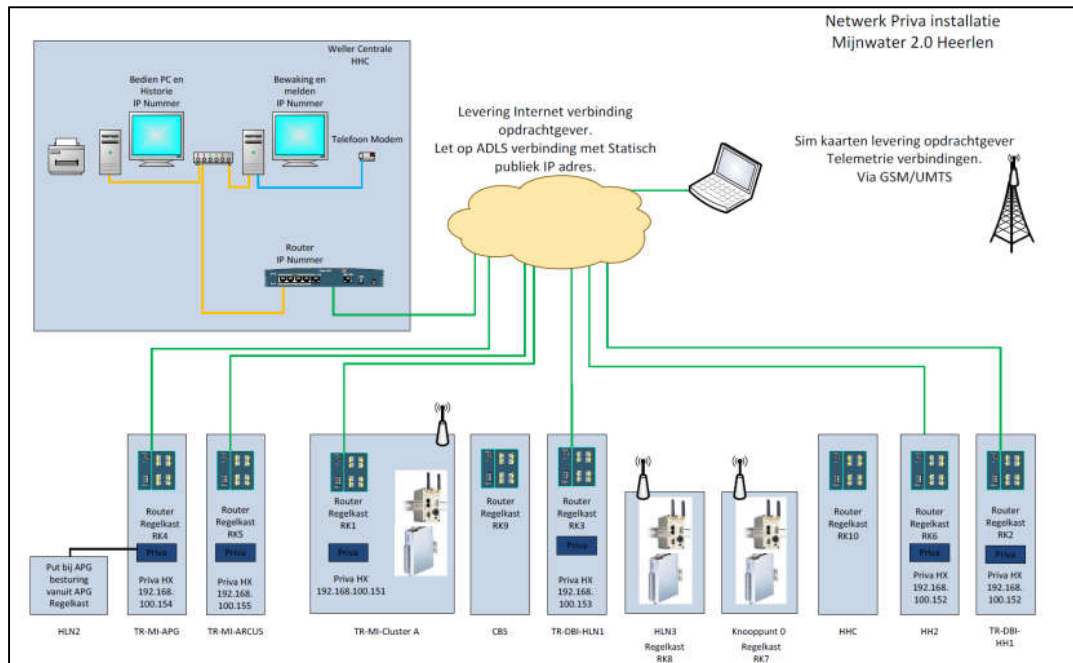 Netwerk Priva installatie
Mijnwater 2.0 Heerlen
Weller Centrale
HHC
Bedien PC en
Historie
IP Nummer
Bewaking en
melden
IP Nummer
Telefoon Modem
Router
IP Nummer
Levering Internet verbinding
opdrachtgever.
Let op ADLS verbinding met Statisch
publiek IP adres.
Sim kaarten levering opdrachtgever
Telemetrie verbindingen.
Via GSM/UMTS
Put bij APG
besturing
vanuit APG
Regelkast
HLN2
Router
Regelkast
RK4
Priva
Priva HX
192.168.
100.154
TR-MI-APG
Router
Regelkast
RK5
Priva
Priva HX
192.168.
100.155
TR-MI-ARCUS
Router
Regelkast
RK1
Priva
Priva HX
192.168.100.151
TR-MI-Cluster A
Router
Regelkast
RK9
CBS
Router
Regelkast
RK3
Priva
Priva HX
192.168.
100.153
TR-DBI-HLN1
HLN3
Regelkast
RK8
Knooppunt O
Regelkast
RK7
Router
Regelkast
RK10
HHC
Router
Regelkast
RK6
Priva
Priva HX
192.168.
100.152
HH2
Router
Regelkast
RK2
Priva
Priva HX
192.168.
100.152
TR-DBI-
HH1